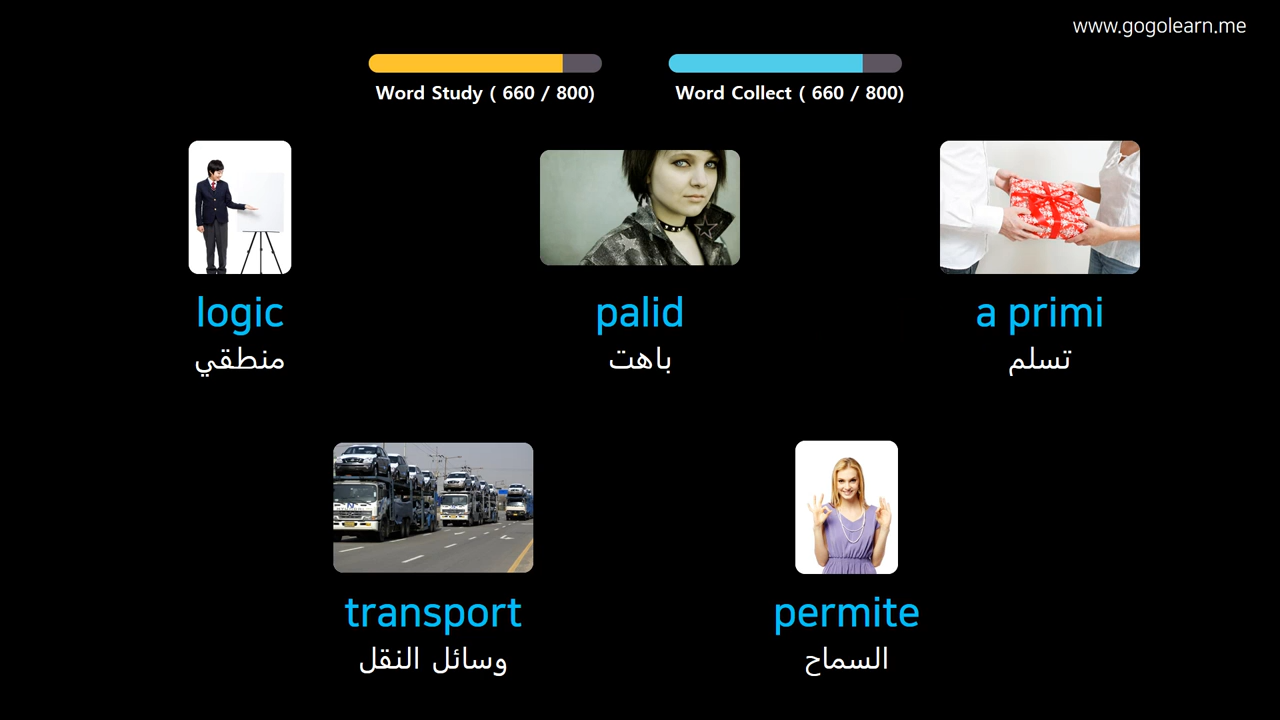 www.gogolearn.me
Word Study ( 660 / 800)
Word Collect ( 660 / 800)
logic
منطقي
palid
باهت
a primi
تسلم
transport
وسائل النقل
permite
السماح